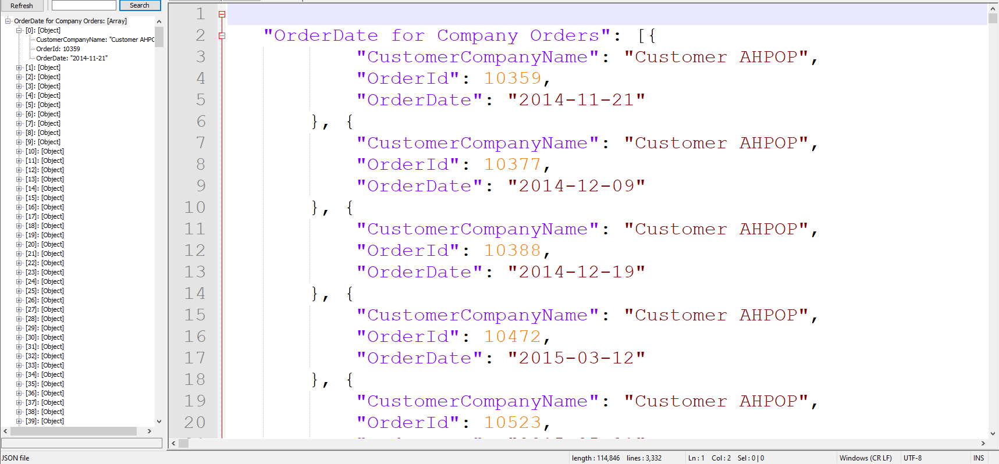 Refresh
Search
OrderDate for Company Orders: [Array]
[0]: [Object]
CustomerCompanyName: "Customer AHPO
OrderId: 10359
OrderDate: "2014-11-21"
[1]: [Object]
[2]: [Object]
[3]: [Object]
[4]: [Object]
[5]: [Object]
[6]: [Object]
[7]: [Object]
[8]: [Object]
[9]: [Object]
[10]: [Object]
[11]: [Object]
[12]: [Object]
[13]: [Object]
[14]: [Object]
[15]: [Object]
[16]: [Object]
[17]: [Object]
[18]: [Object]
[19]: [Object]
[20]: [Object]
[21]: [Object]
[22]: [Object]
[23]: [Object]
[24]: [Object]
[25]: [Object]
[26]: [Object]
[27]: [Object]
[28]: [Object]
[29]: [Object]
[30]: [Object]
[31]: [Object]
[32]: [Object]
[33]: [Object]
[34]: [Object]
[35]: [Object]
[36]: [Object]
[37]: [Object]
[38]: [Object]
[39]: [Object]
1
2 "OrderDate for Company Orders": [{
3 "CustomerCompanyName": "Customer AHPOP",
4 "OrderId": 10359,
5 "OrderDate": "2014-11-21"
6 }, {
7 "CustomerCompanyName": "Customer AHPOP",
8 "OrderId": 10377,
9 "OrderDate": "2014-12-09"
10 }, {
11 "CustomerCompanyName": "Customer AHPOP",
12 "OrderId": 10388,
13 "OrderDate": "2014-12-19"
14 }, {
15 "CustomerCompanyName": "Customer AHPOP",
16 "OrderId": 10472,
17 "OrderDate": "2015-03-12"
18 }, {
19 "CustomerCompanyName": "Customer AHPOP",
20 "OrderId": 10523,
JSON file
length : 114,846 lines : 3,332
Ln : 1 Col : 2 Sel : 0 | 0
Windows (CR LF)
UTF-8
INS